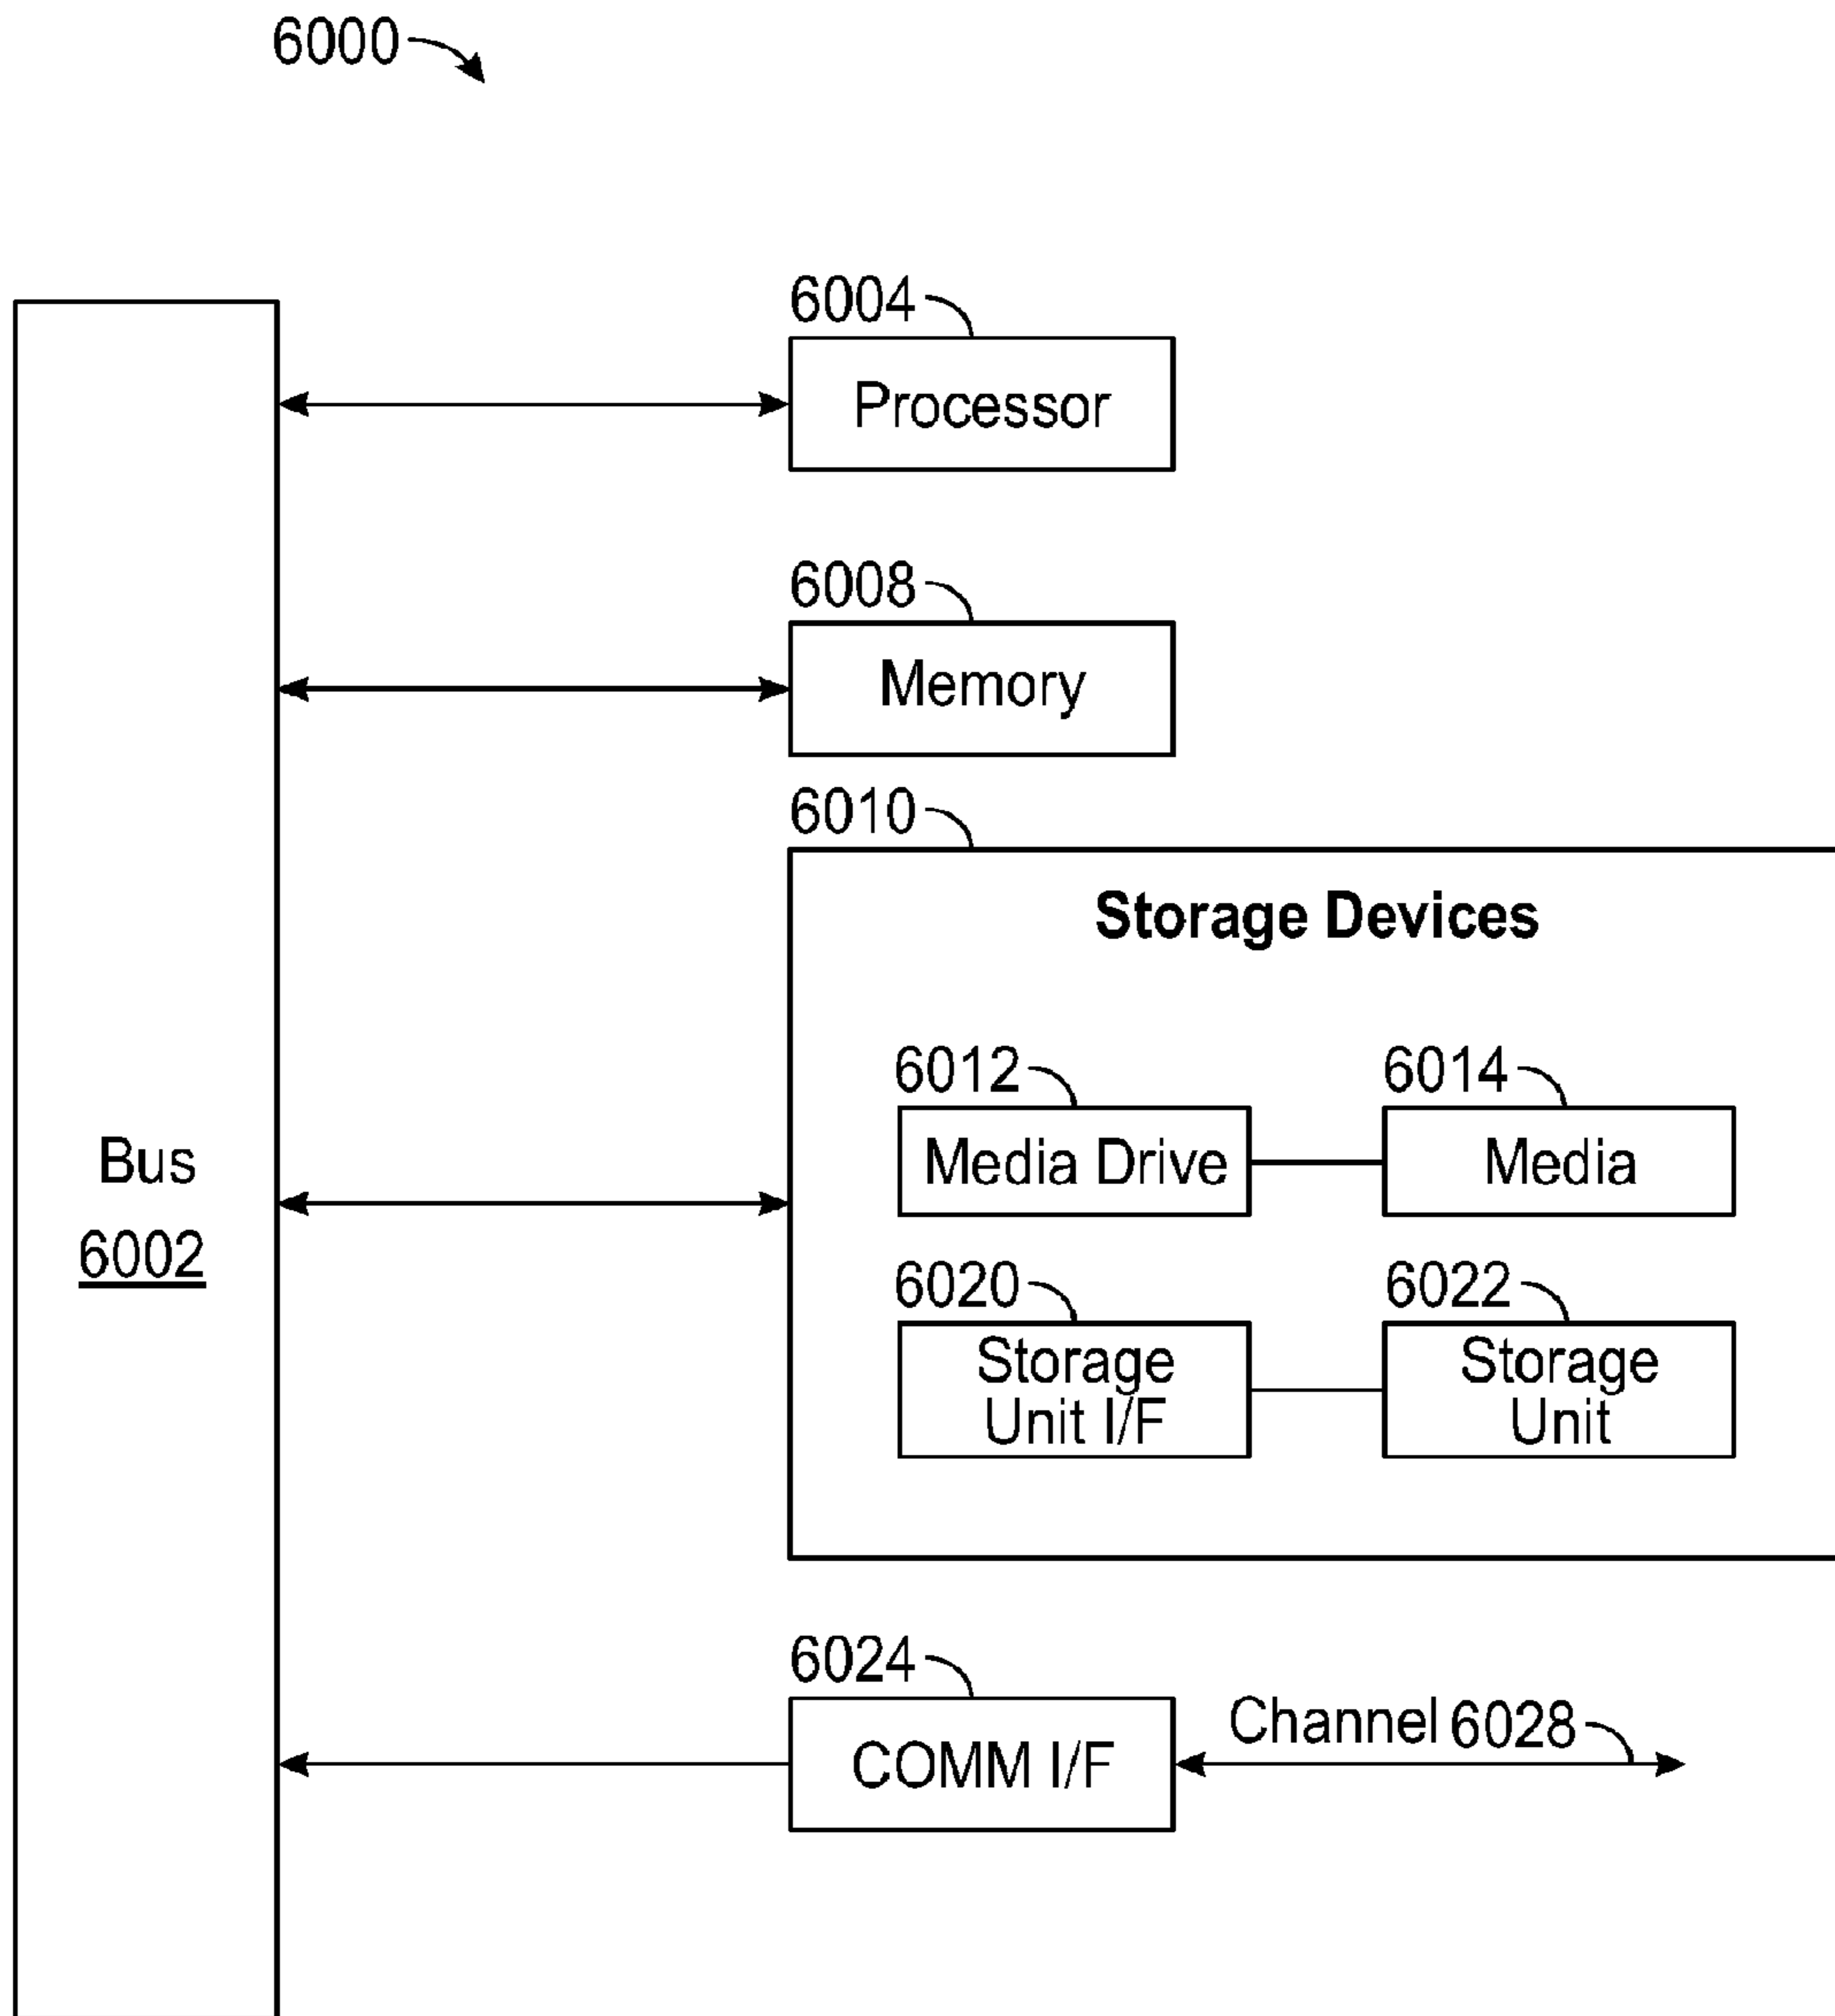 6000
6004
Processor
6008
Memory
6010
Storage Devices
6012
6014
Media Drive
Media
Bus
6002
6020
6022
Storage
Unit I/F
Storage
Unit
6024
COMM I/F
Channel 6028